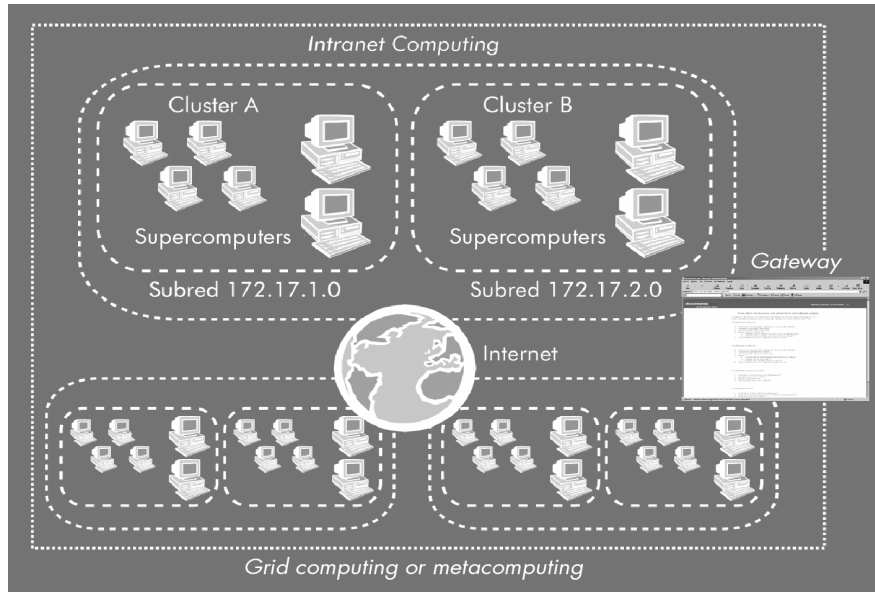 Intranet Computing
Cluster A
Cluster B
Supercomputers
Supercomputers
Subred 172.17.1.0
Subred 172.17.2.0
Gateway
Internet
Grid computing or metacomputing